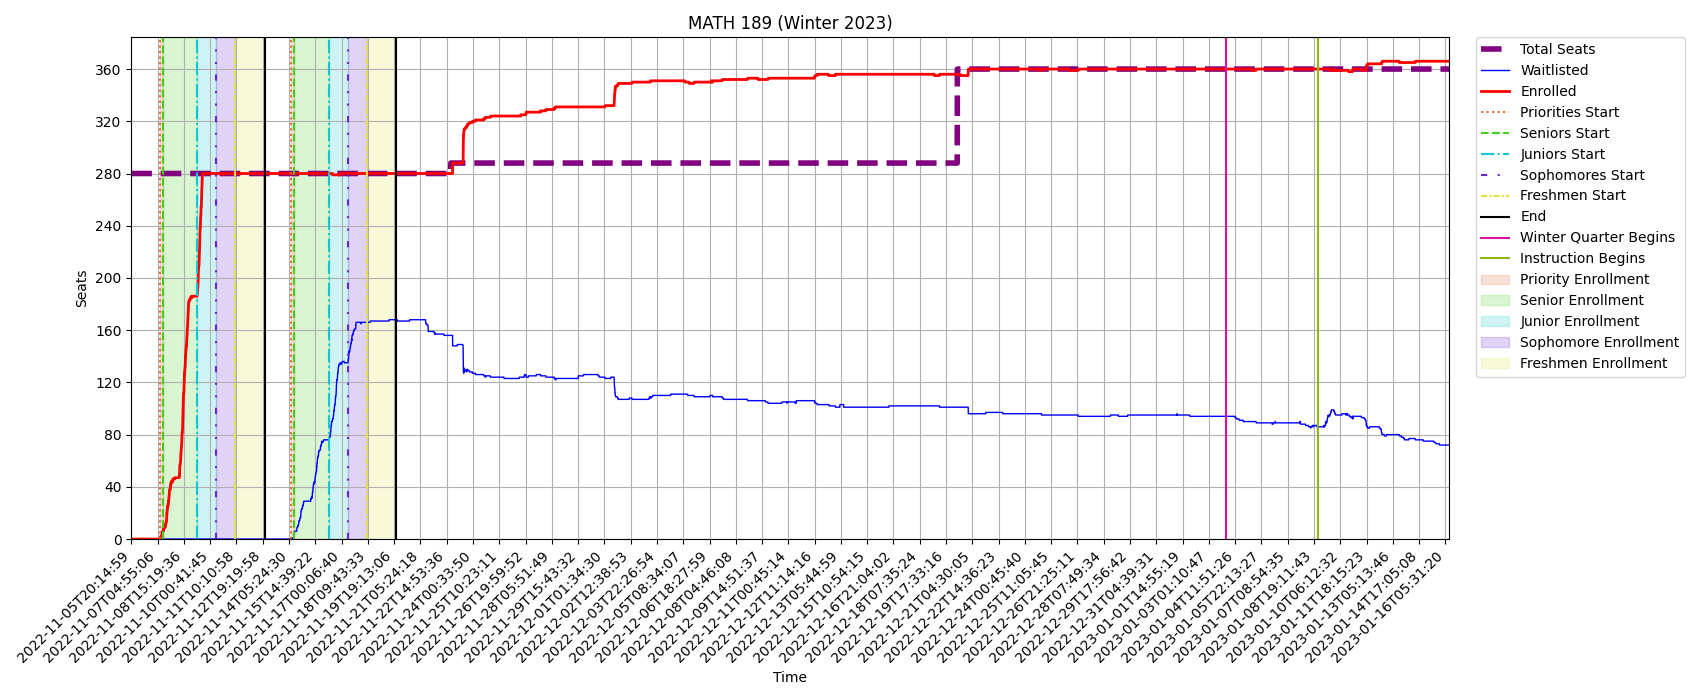 MATH 189 (Winter 2023)
Seats
360
320
280
240
200
160
120
80
40
0
2022-11-05T20:14:59
2022-11-07T04:55:06
2022-11-08T15:19:36
2022-11-10T00:41:45
2022-11-11T10:10:58
2022-11-12T19:19:58
2022-11-14T05:24:30
2022-11-15T14:39:22
2022-11-17T00:06:40
2022-11-18T09:43:33
2022-11-19T19:13:06
2022-11-21T05:24:18
2022-11-22T14:53:36
2022-11-24T00:33:50
2022-11-25T10:23:11
2022-11-26T19:59:52
2022-11-28T05:51:49
2022-11-29T15:43:32
2022-12-01T01:34:30
2022-12-02T12:38:53
2022-12-03T22:26:54
2022-12-05T08:34:07
2022-12-06T18:27:59
2022-12-08T04:46:08
2022-12-09T14:51:37
2022-12-11T00:45:14
2022-12-12T11:14:16
2022-12-13T05:44:59
2022-12-15T10:54:15
2022-12-16T21:04:02
2022-12-18T07:35:24
2022-12-19T17:33:16
2022-12-21T04:30:05
2022-12-22T14:36:23
2022-12-24T00:45:40
2022-12-25T11:05:45
2022-12-26T21:25:11
2022-12-28T07:49:34
2022-12-29T17:56:42
2022-12-31T04:39:31
2023-01-01T14:55:19
2023-01-03T01:10:47
2023-01-04T11:51:26
2023-01-05T22:13:27
2023-01-07T08:54:35
2023-01-08T19:11:43
2023-01-10T06:12:32
2023-01-11T18:15:23
2023-01-13T05:13:46
2023-01-14T17:05:08
2023-01-16T05:31:20
Time
Total Seats
Waitlisted
Enrolled
Priorities Start
Seniors Start
Juniors Start
Sophomores Start
Freshmen Start
End
Winter Quarter Begins
Instruction Begins
Priority Enrollment
Senior Enrollment
Junior Enrollment
Sophomore Enrollment
Freshmen Enrollment